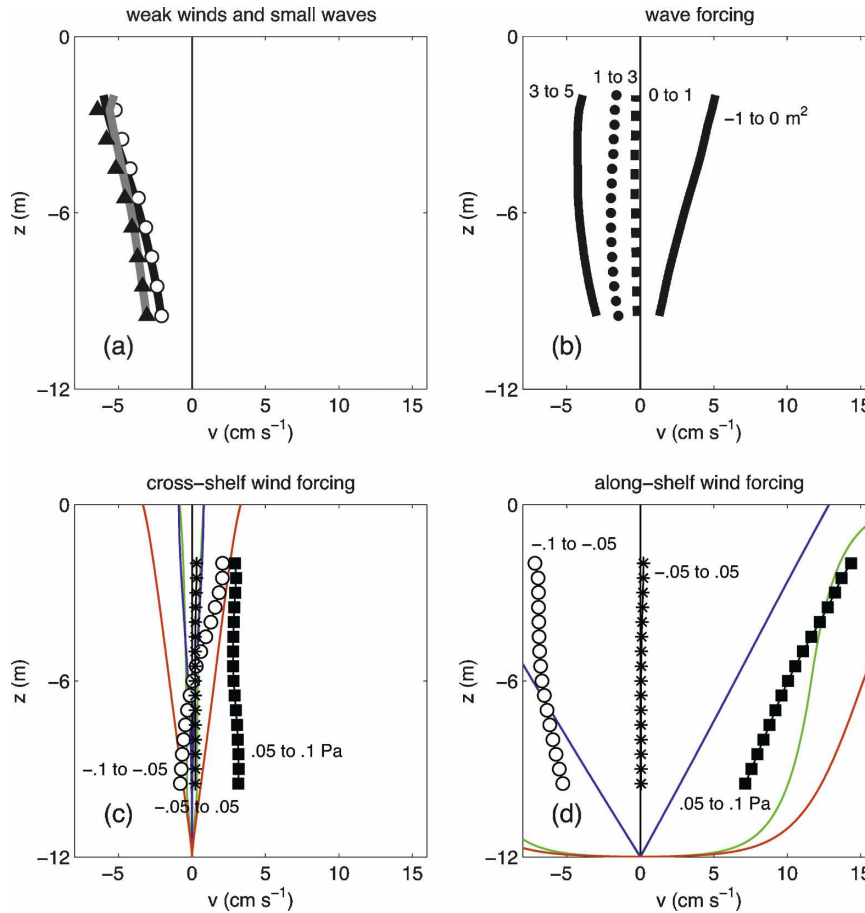 weak winds and small waves
0
−6
−12
z (m)
(a)
−5 0 5 10 15
v (cm s⁻¹)
wave forcing
0
−6
−12
z (m)
3 to 5
1 to 3
0 to 1
−1 to 0 m²
(b)
−5 0 5 10 15
v (cm s⁻¹)
cross−shelf wind forcing
0
−6
−12
z (m)
−.1 to −.05
.05 to .1 Pa
−.05 to .05
(c)
−5 0 5 10 15
v (cm s⁻¹)
along−shelf wind forcing
0
−6
−12
z (m)
−.1 to −.05
−.05 to .05
.05 to .1 Pa
(d)
−5 0 5 10 15
v (cm s⁻¹)